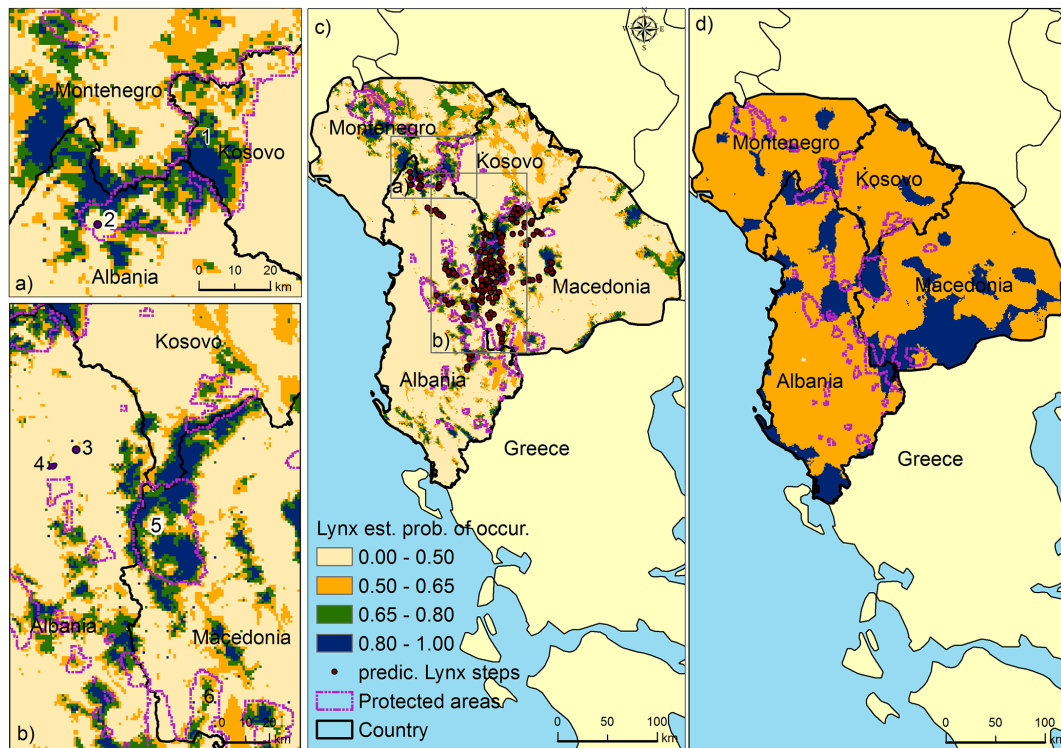 Montenegro
1
Kosovo
2
Albania
0 10 20
km
a)
Kosovo
3
4
5
Albania
Macedonia
6
0 10 20
km
b)
c)
N
W E
S
Montenegro
Kosovo
a)
Macedonia
b)
Albania
Greece
Lynx est. prob. of occur.
0.00 - 0.50
0.50 - 0.65
0.65 - 0.80
0.80 - 1.00
predic. Lynx steps
Protected areas
Country
0 50 100
km
d)
Montenegro
Kosovo
Macedonia
Albania
Greece
0 50 100
km